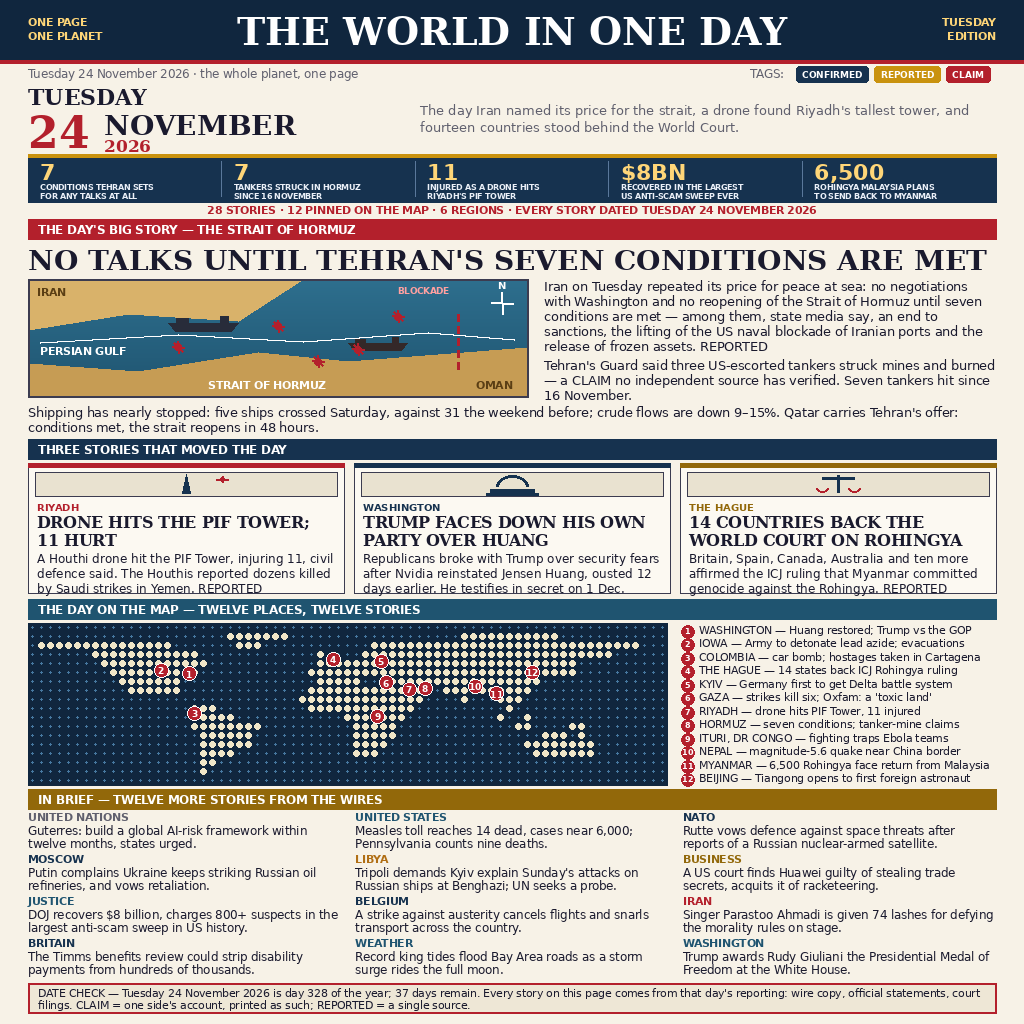 ONE PAGE
ONE PLANET
THE WORLD IN ONE DAY
TUESDAY
EDITION
Tuesday 24 November 2026 · the whole planet, one page
TAGS: CONFIRMED REPORTED CLAIM
TUESDAY
24 NOVEMBER
2026
The day Iran named its price for the strait, a drone found Riyadh's tallest tower, and
fourteen countries stood behind the World Court.
7
CONDITIONS TEHRAN SETS
FOR ANY TALKS AT ALL
7
TANKERS STRUCK IN HORMUZ
SINCE 16 NOVEMBER
11
INJURED AS A DRONE HITS
RIYADH'S PIF TOWER
$8BN
RECOVERED IN THE LARGEST
US ANTI-SCAM SWEEP EVER
6,500
ROHINGYA MALAYSIA PLANS
TO SEND BACK TO MYANMAR
28 STORIES · 12 PINNED ON THE MAP · 6 REGIONS · EVERY STORY DATED TUESDAY 24 NOVEMBER 2026
THE DAY'S BIG STORY — THE STRAIT OF HORMUZ
NO TALKS UNTIL TEHRAN'S SEVEN CONDITIONS ARE MET
IRAN
BLOCKADE
N
PERSIAN GULF
STRAIT OF HORMUZ
OMAN
Iran on Tuesday repeated its price for peace at sea: no negotiations
with Washington and no reopening of the Strait of Hormuz until seven
conditions are met — among them, state media say, an end to
sanctions, the lifting of the US naval blockade of Iranian ports and the
release of frozen assets. REPORTED
Tehran's Guard said three US-escorted tankers struck mines and burned
— a CLAIM no independent source has verified. Seven tankers hit since
16 November.
Shipping has nearly stopped: five ships crossed Saturday, against 31 the weekend before; crude flows are down 9–15%. Qatar carries Tehran's offer:
conditions met, the strait reopens in 48 hours.
THREE STORIES THAT MOVED THE DAY
RIYADH
DRONE HITS THE PIF TOWER;
11 HURT
A Houthi drone hit the PIF Tower, injuring 11, civil
defence said. The Houthis reported dozens killed
by Saudi strikes in Yemen. REPORTED
WASHINGTON
TRUMP FACES DOWN HIS OWN
PARTY OVER HUANG
Republicans broke with Trump over security fears
after Nvidia reinstated Jensen Huang, ousted 12
days earlier. He testifies in secret on 1 Dec.
THE HAGUE
14 COUNTRIES BACK THE
WORLD COURT ON ROHINGYA
Britain, Spain, Canada, Australia and ten more
affirmed the ICJ ruling that Myanmar committed
genocide against the Rohingya. REPORTED
THE DAY ON THE MAP — TWELVE PLACES, TWELVE STORIES
1
2
3
4
5
6
7
8
9
10
11
12
1 WASHINGTON — Huang restored; Trump vs the GOP
2 IOWA — Army to detonate lead azide; evacuations
3 COLOMBIA — car bomb; hostages taken in Cartagena
4 THE HAGUE — 14 states back ICJ Rohingya ruling
5 KYIV — Germany first to get Delta battle system
6 GAZA — strikes kill six; Oxfam: a 'toxic land'
7 RIYADH — drone hits PIF Tower, 11 injured
8 HORMUZ — seven conditions; tanker-mine claims
9 ITURI, DR CONGO — fighting traps Ebola teams
10 NEPAL — magnitude-5.6 quake near China border
11 MYANMAR — 6,500 Rohingya face return from Malaysia
12 BEIJING — Tiangong opens to first foreign astronaut
IN BRIEF — TWELVE MORE STORIES FROM THE WIRES
UNITED NATIONS
Guterres: build a global AI-risk framework within
twelve months, states urged.
MOSCOW
Putin complains Ukraine keeps striking Russian oil
refineries, and vows retaliation.
JUSTICE
DOJ recovers $8 billion, charges 800+ suspects in the
largest anti-scam sweep in US history.
BRITAIN
The Timms benefits review could strip disability
payments from hundreds of thousands.
UNITED STATES
Measles toll reaches 14 dead, cases near 6,000;
Pennsylvania counts nine deaths.
LIBYA
Tripoli demands Kyiv explain Sunday's attacks on
Russian ships at Benghazi; UN seeks a probe.
BELGIUM
A strike against austerity cancels flights and snarls
transport across the country.
WEATHER
Record king tides flood Bay Area roads as a storm
surge rides the full moon.
NATO
Rutte vows defence against space threats after
reports of a Russian nuclear-armed satellite.
BUSINESS
A US court finds Huawei guilty of stealing trade
secrets, acquits it of racketeering.
IRAN
Singer Parastoo Ahmadi is given 74 lashes for defying
the morality rules on stage.
WASHINGTON
Trump awards Rudy Giuliani the Presidential Medal of
Freedom at the White House.
DATE CHECK — Tuesday 24 November 2026 is day 328 of the year; 37 days remain. Every story on this page comes from that day's reporting: wire copy, official statements, court
filings. CLAIM = one side's account, printed as such; REPORTED = a single source.